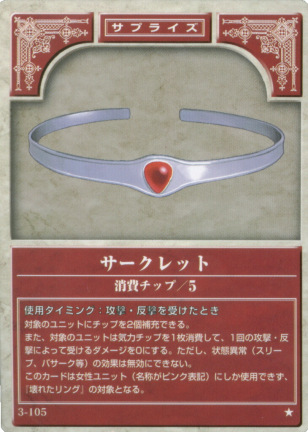 サプライズ
サークレット
消費チップ／5
使用タイミング：攻撃・反撃を受けたとき
対象のユニットにチップを2個補充できる。
また、対象のユニットは気力チップを1枚消費して、1回の攻撃・反
撃によって受けるダメージを0にする。ただし、状態異常（スリー
プ、バサーク等）の効果は無効にできない。
このカードは女性ユニット（名称がピンク表記）にしか使用できず、
『壊れたリング』の対象となる。
3-105